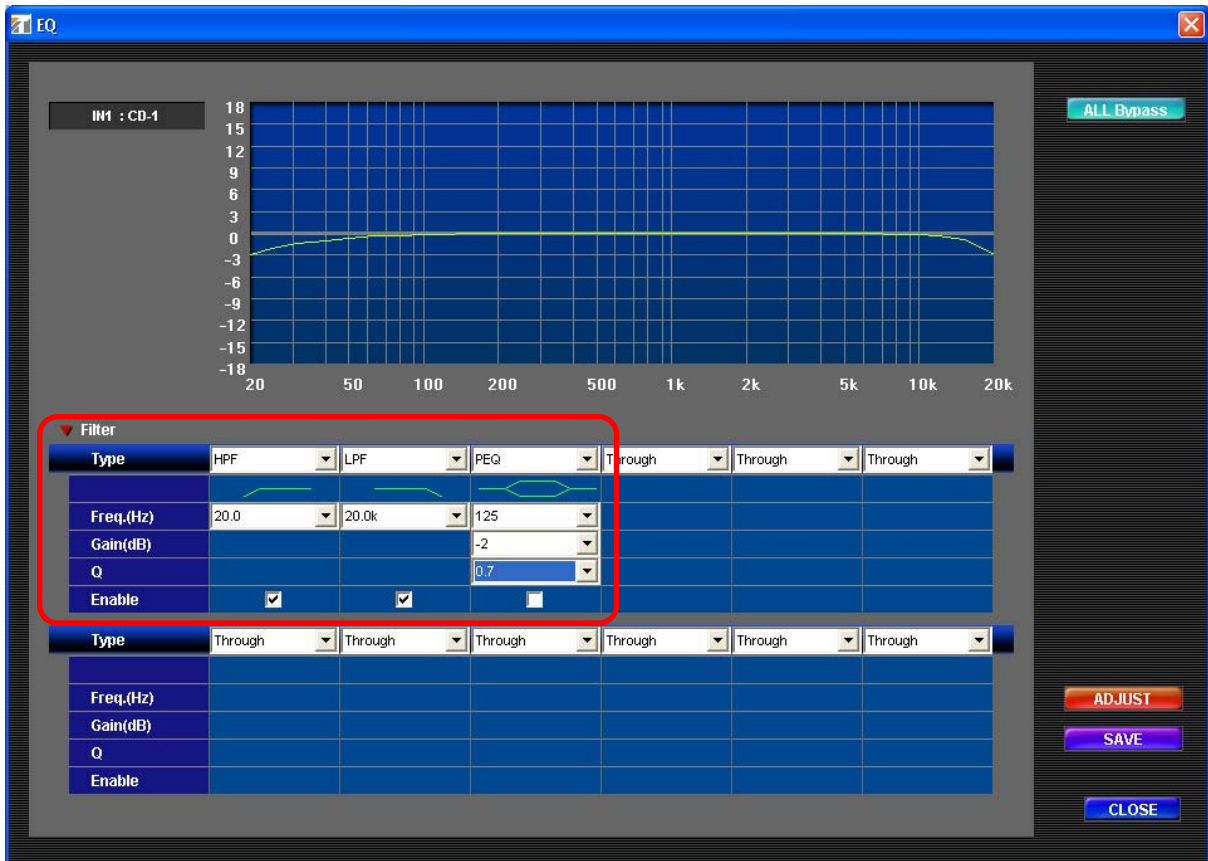 EQ
IN1 : CD-1
ALL Bypass
18
15
12
9
6
3
0
-3
-6
-9
-12
-15
-18
20 50 100 200 500 1k 2k 5k 10k 20k
Filter
Type HPF LPF PEQ Through Through Through
Freq.(Hz) 20.0 20.0k 125
Gain(dB) -2
Q 0.7
Enable
Type Through Through Through Through Through Through
Freq.(Hz)
Gain(dB)
Q
Enable
ADJUST
SAVE
CLOSE